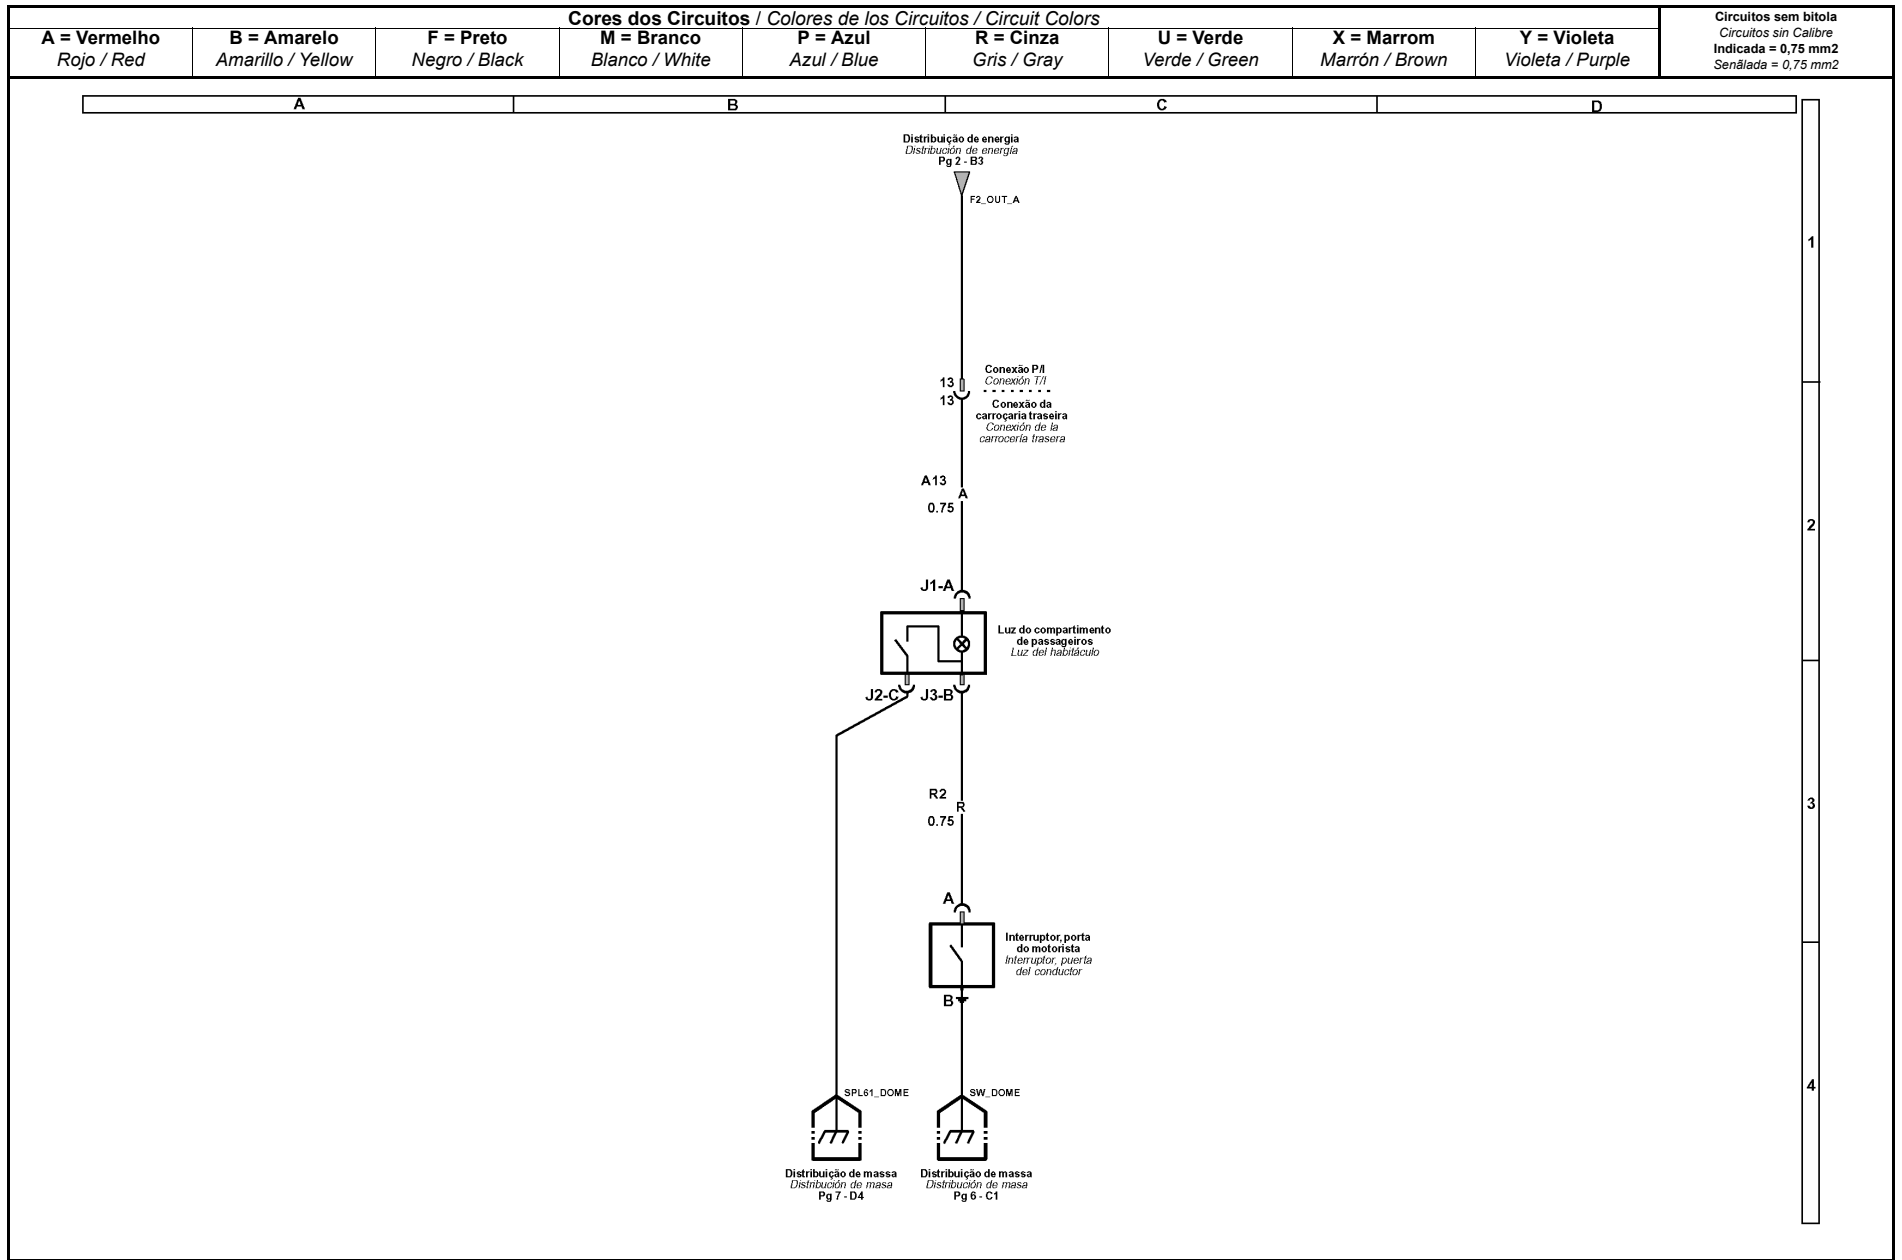 Cores dos Circuitos / Colores de los Circuitos / Circuit Colors
A = Vermelho
Rojo / Red
B = Amarelo
Amarillo / Yellow
F = Preto
Negro / Black
M = Branco
Blanco / White
P = Azul
Azul / Blue
R = Cinza
Gris / Gray
U = Verde
Verde / Green
X = Marrom
Marrón / Brown
Y = Violeta
Violeta / Purple
Circuitos sem bitola
Circuitos sin Calibre
Indicada = 0,75 mm2
Senãlada = 0,75 mm2
A
B
C
D
Distribuição de energia
Distribución de energía
Pg 2 - B3
F2_OUT_A
1
13
13
Conexão P/I
Conexión T/I
Conexão da
carroçaria traseira
Conexión de la
carrocería trasera
A13
A
0.75
2
J1-A
Luz do compartimento
de passageiros
Luz del habitáculo
J2-C
J3-B
R2
R
0.75
3
A
Interruptor, porta
do motorista
Interruptor, puerta
del conductor
B
SPL61_DOME
SW_DOME
4
Distribuição de massa
Distribución de masa
Pg 7 - D4
Distribuição de massa
Distribución de masa
Pg 6 - C1